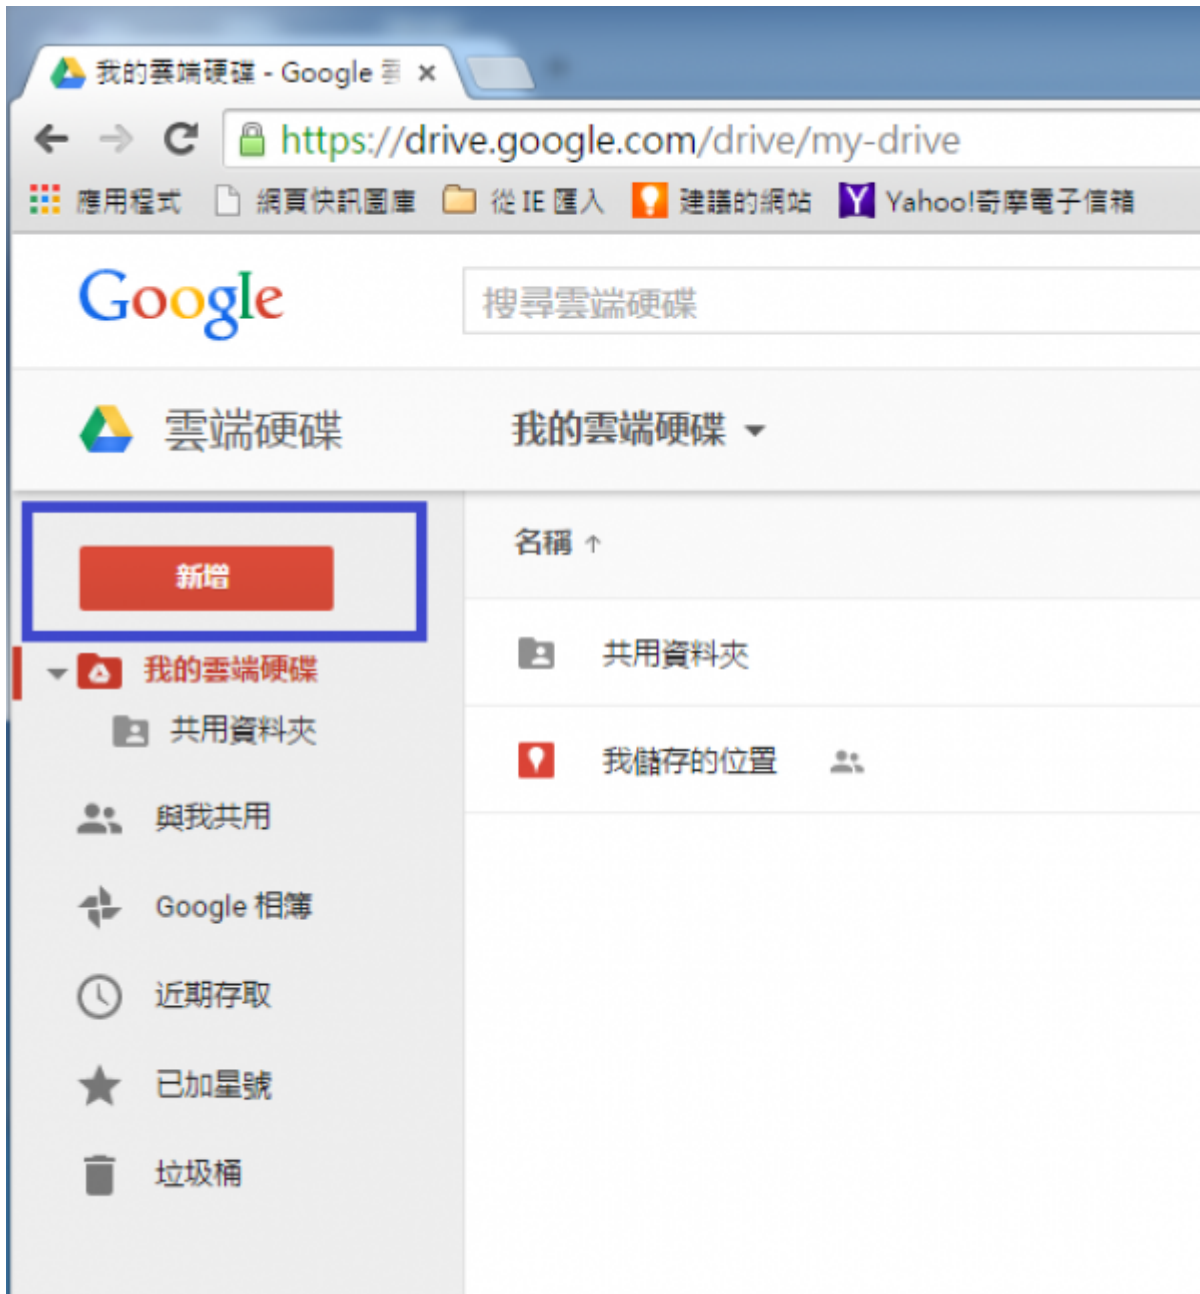 我的雲端硬碟 - Google 雲
https://drive.google.com/drive/my-drive
應用程式 網頁快訊圖庫 從 IE 匯入 建議的網站 Yahoo!奇摩電子信箱
Google 搜尋雲端硬碟
雲端硬碟 我的雲端硬碟
新增
名稱 ↑
我的雲端硬碟
共用資料夾
與我共用
Google 相簿
近期存取
已加星號
垃圾桶
共用資料夾
我儲存的位置